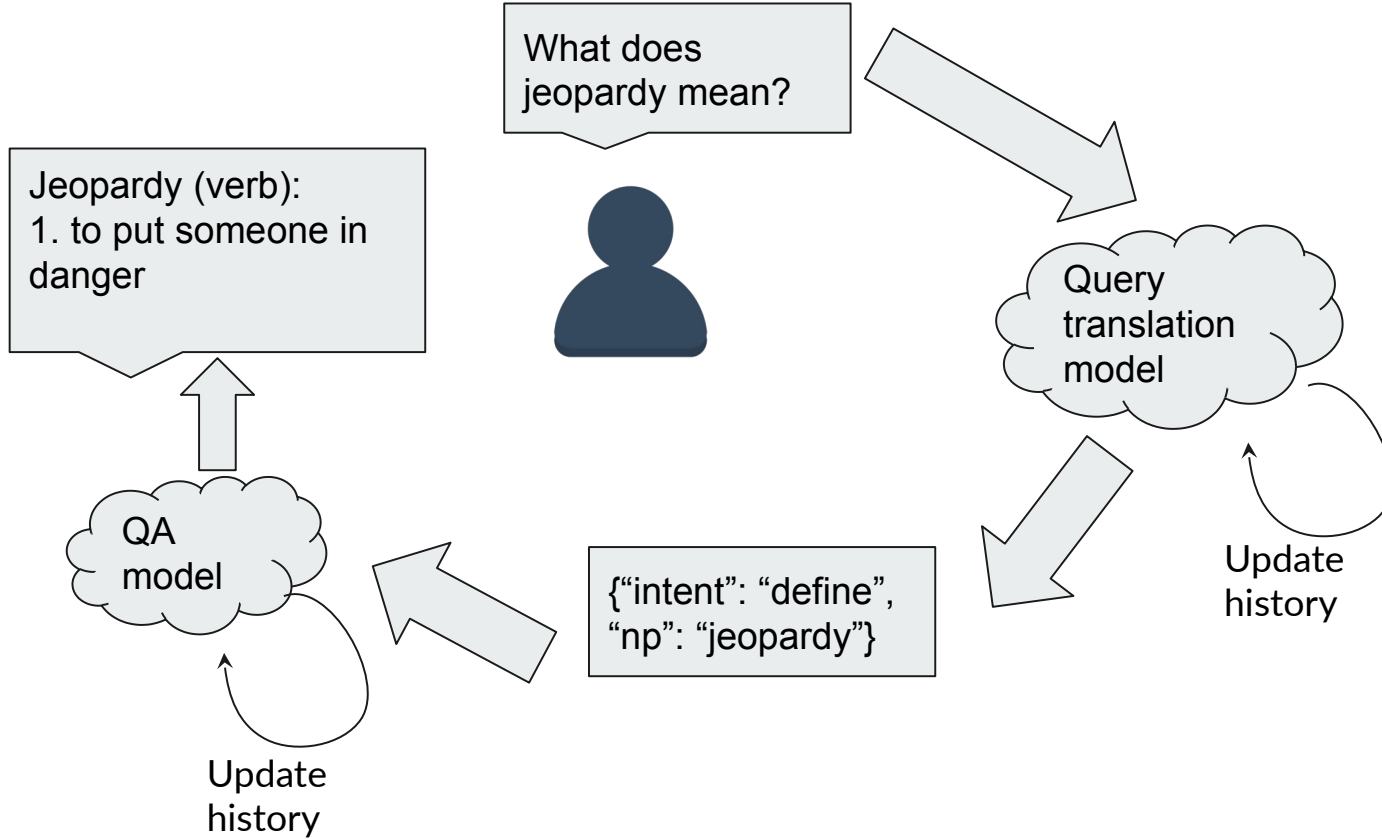 What does
jeopardy mean?
Jeopardy (verb):
1. to put someone in
danger
Query
translation
model
QA
model
{“intent”: “define”,
“np”: “jeopardy”}
Update
history
Update
history